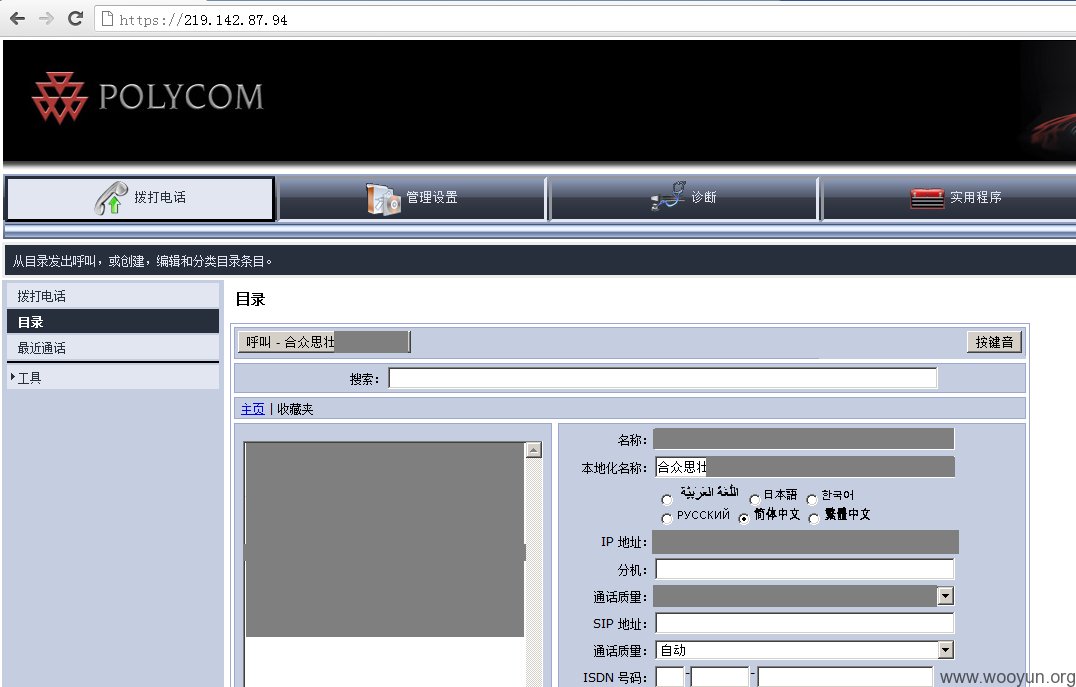 https://219.142.87.94
POLYCOM
拨打电话 管理设置 诊断 实用程序
从目录发出呼叫，或创建，编辑和分类目录条目。
拨打电话
目录
最近通话
工具
目录
呼叫 - 合众思壮
按键音
搜索：
主页 | 收藏夹
名称：
本地化名称： 合众思壮
اللُّغَةُ العَرَبِيَّة 日本語 한국어
РУССКИЙ 简体中文 繁體中文
IP 地址：
分机：
通话质量：
SIP 地址：
通话质量： 自动
ISDN 号码： - -
www.wooyun.org